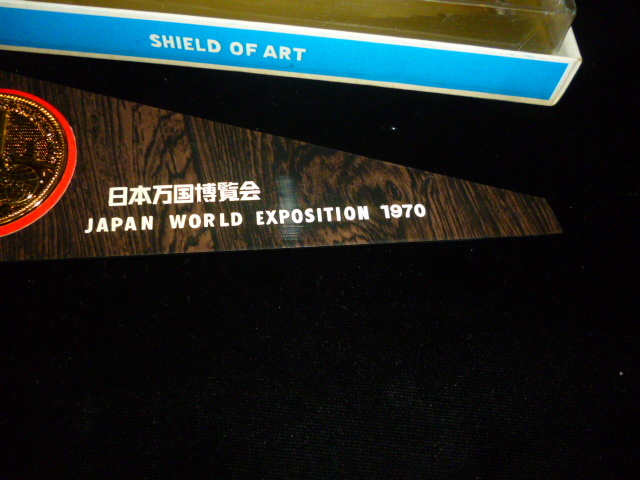 SHIELD OF ART
日本万国博覧会
JAPAN WORLD EXPOSITION 1970